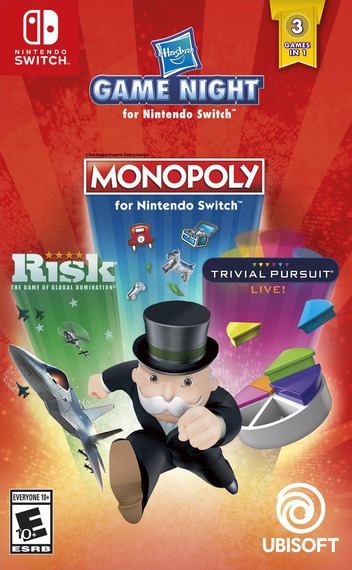 NINTENDO
SWITCH™
Hasbro
GAME NIGHT
for Nintendo Switch™
3
GAMES
IN 1
MONOPOLY
for Nintendo Switch™
RISK
THE GAME OF GLOBAL DOMINATION
TRIVIAL PURSUIT®
LIVE!
EVERYONE 10+
E
10+
ESRB
UBISOFT